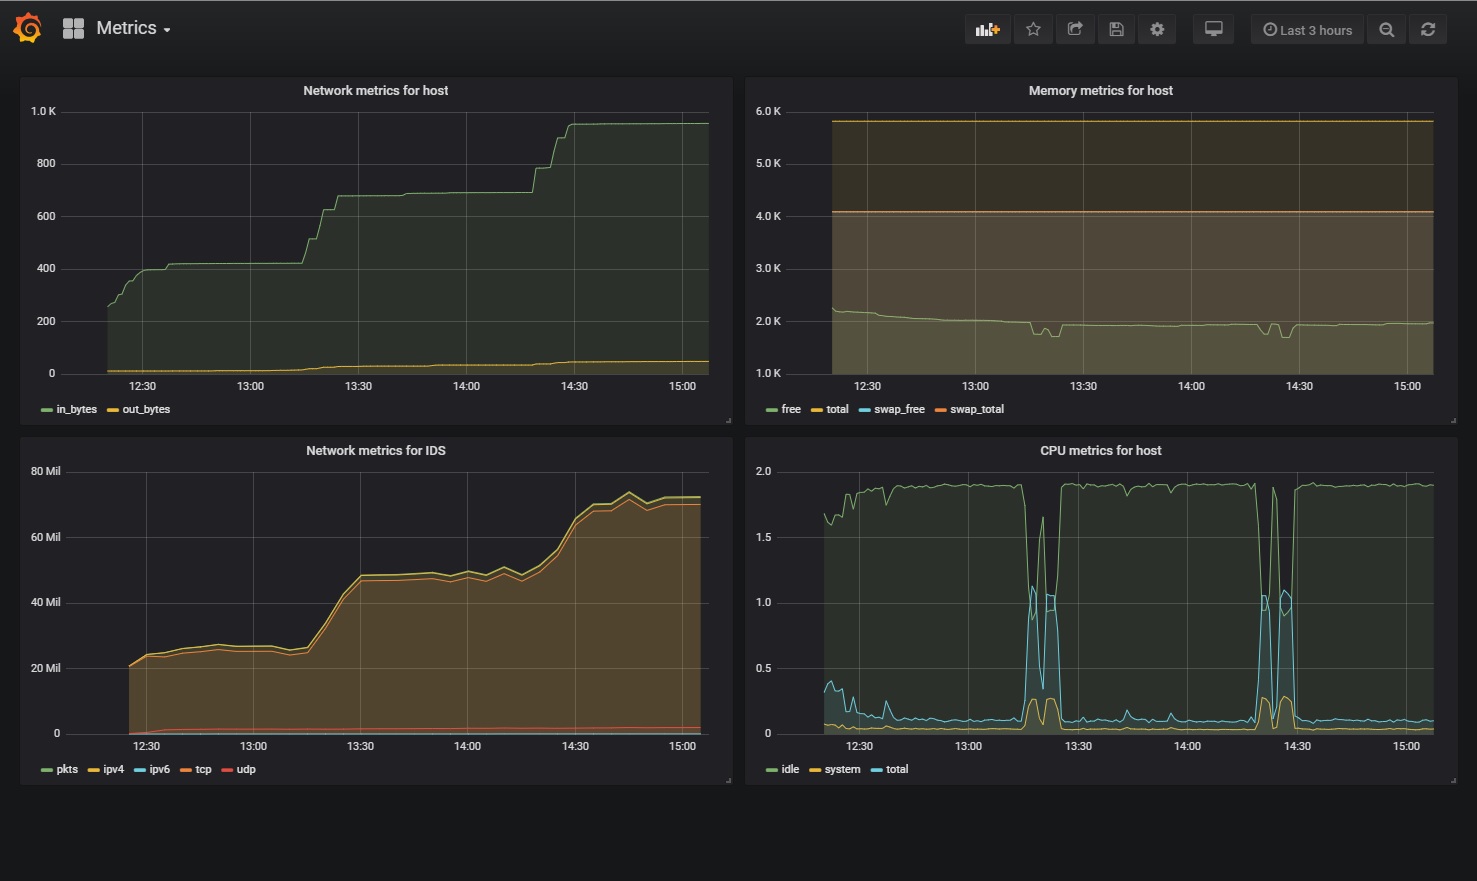 Metrics
Last 3 hours
Network metrics for host
1.0 K
800
600
400
200
0
12:30 13:00 13:30 14:00 14:30 15:00
in_bytes out_bytes
Memory metrics for host
6.0 K
5.0 K
4.0 K
3.0 K
2.0 K
1.0 K
12:30 13:00 13:30 14:00 14:30 15:00
free total swap_free swap_total
Network metrics for IDS
80 Mil
60 Mil
40 Mil
20 Mil
0
12:30 13:00 13:30 14:00 14:30 15:00
pkts ipv4 ipv6 tcp udp
CPU metrics for host
2.0
1.5
1.0
0.5
0
12:30 13:00 13:30 14:00 14:30 15:00
idle system total